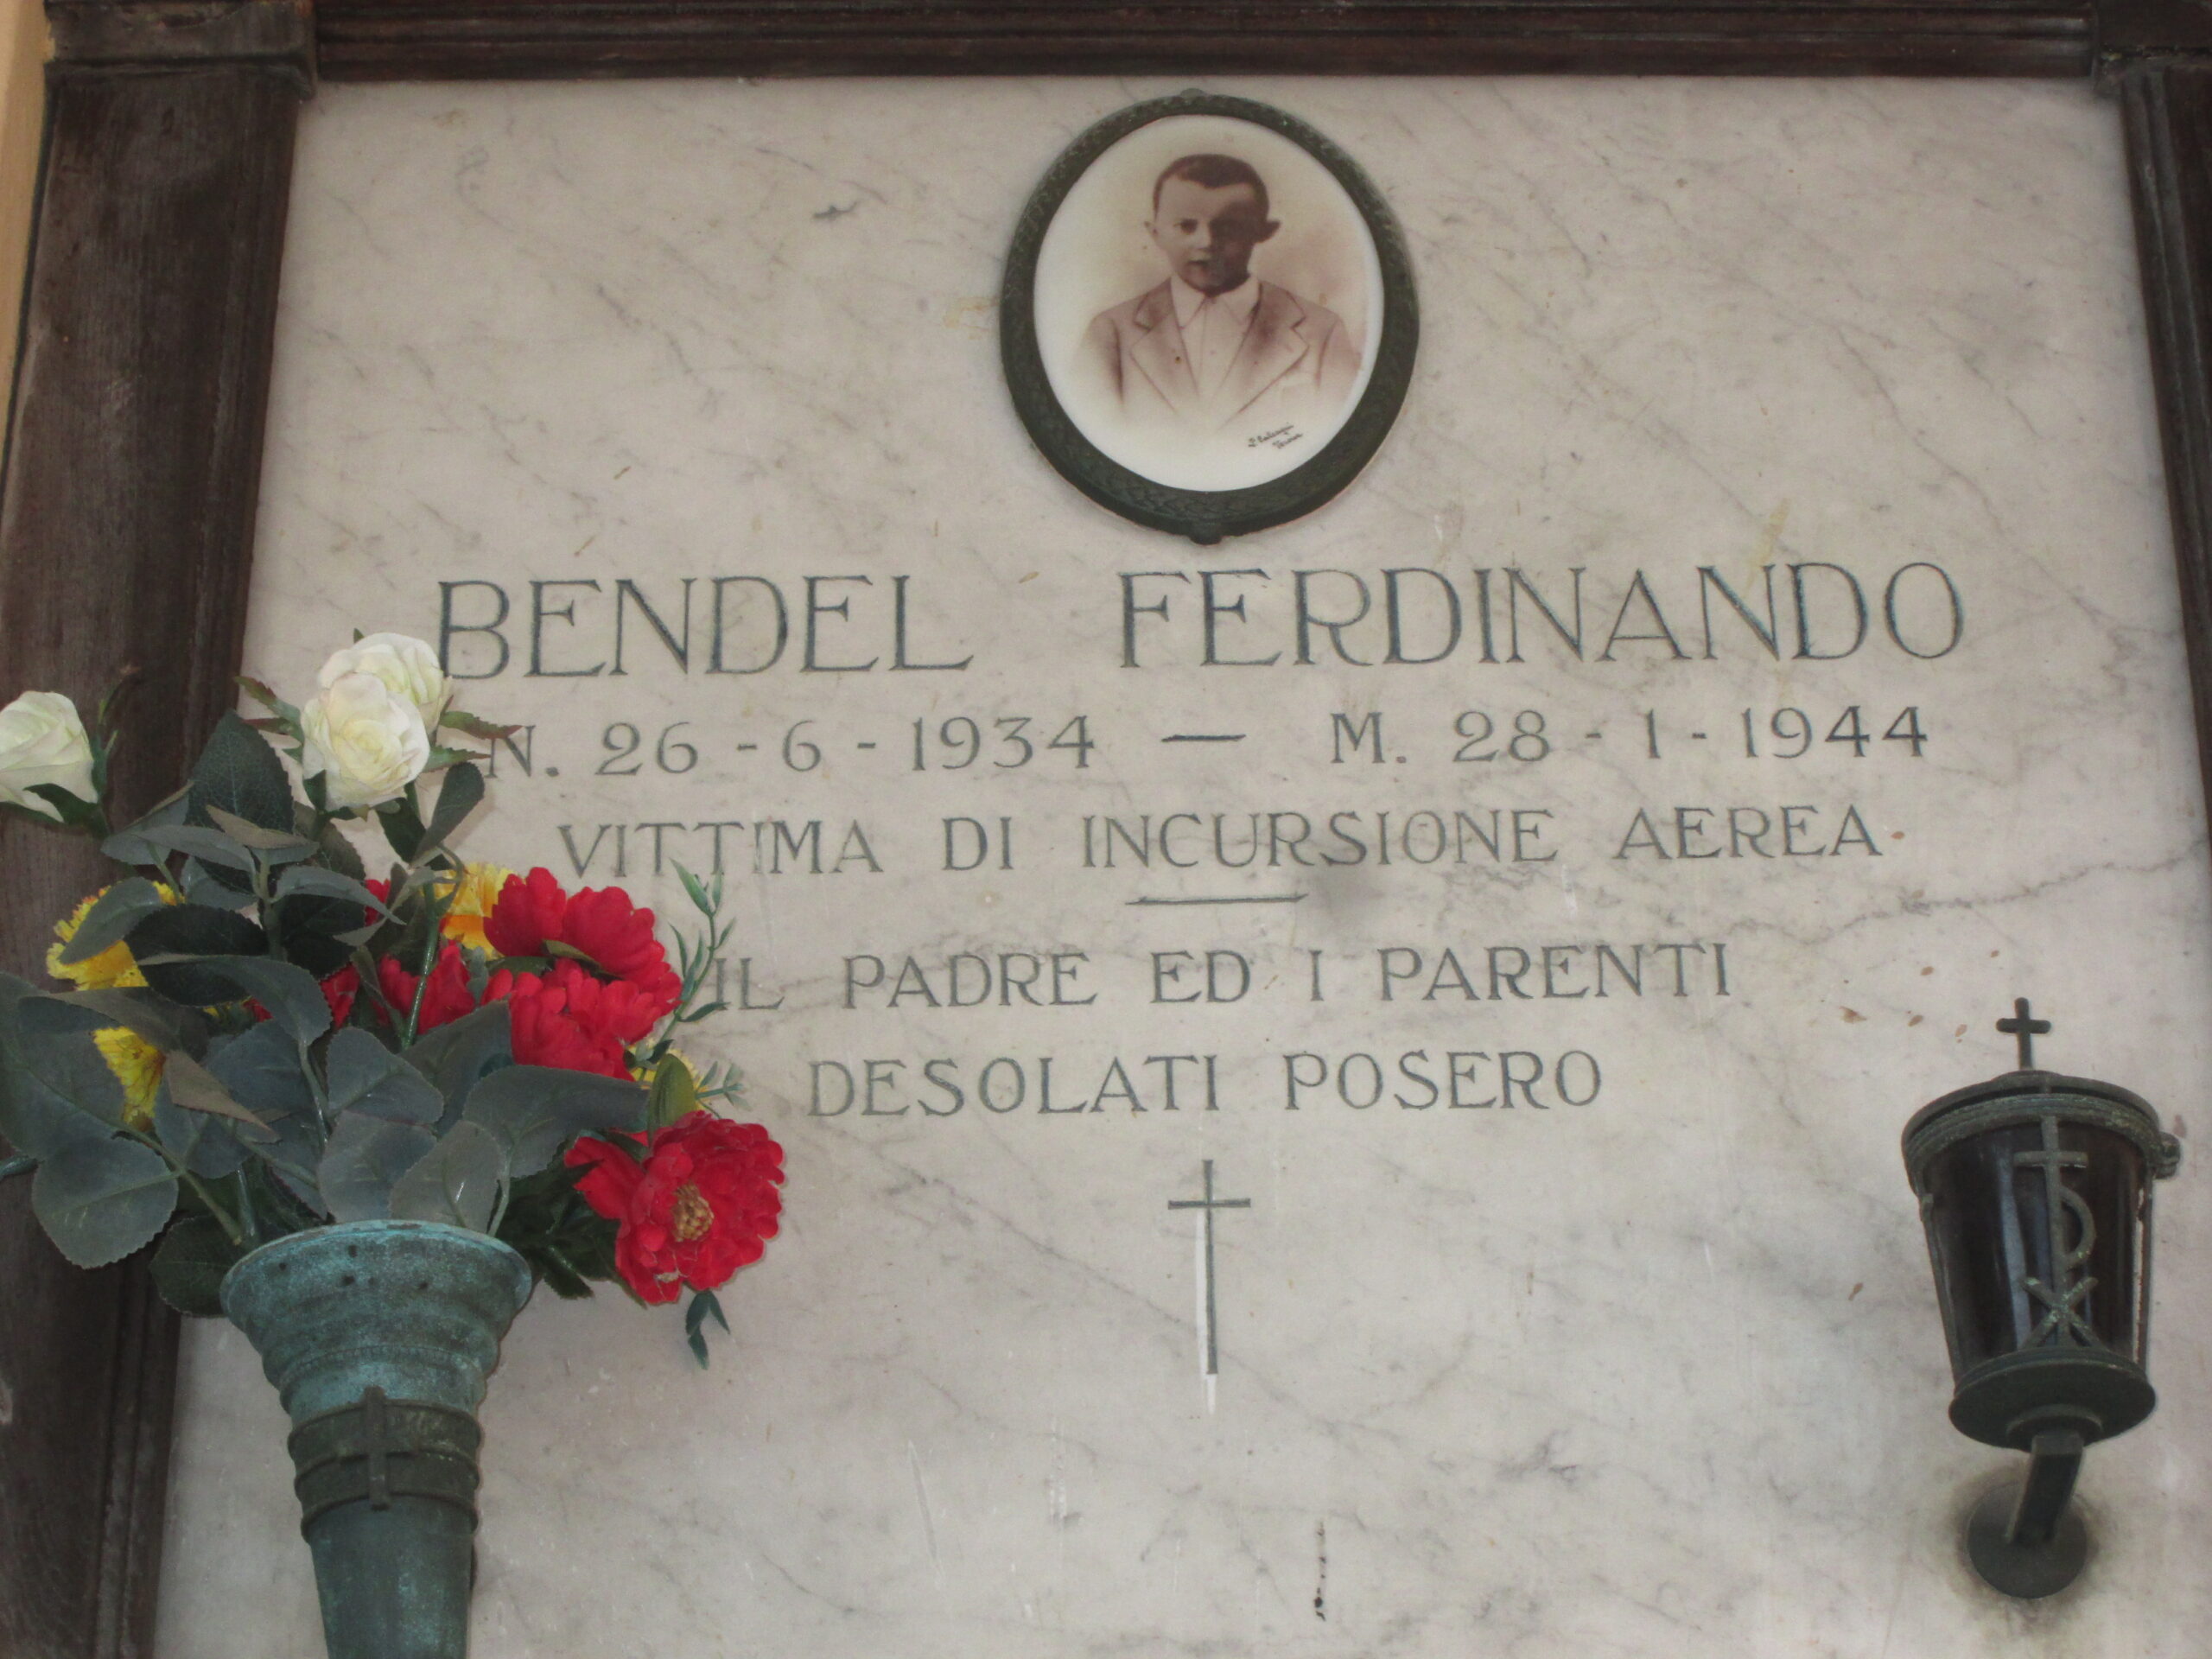 BENDEL FERDINANDO
N. 26-6-1934 — M. 28-1-1944
VITTIMA DI INCURSIONE AEREA
IL PADRE ED I PARENTI
DESOLATI POSERO